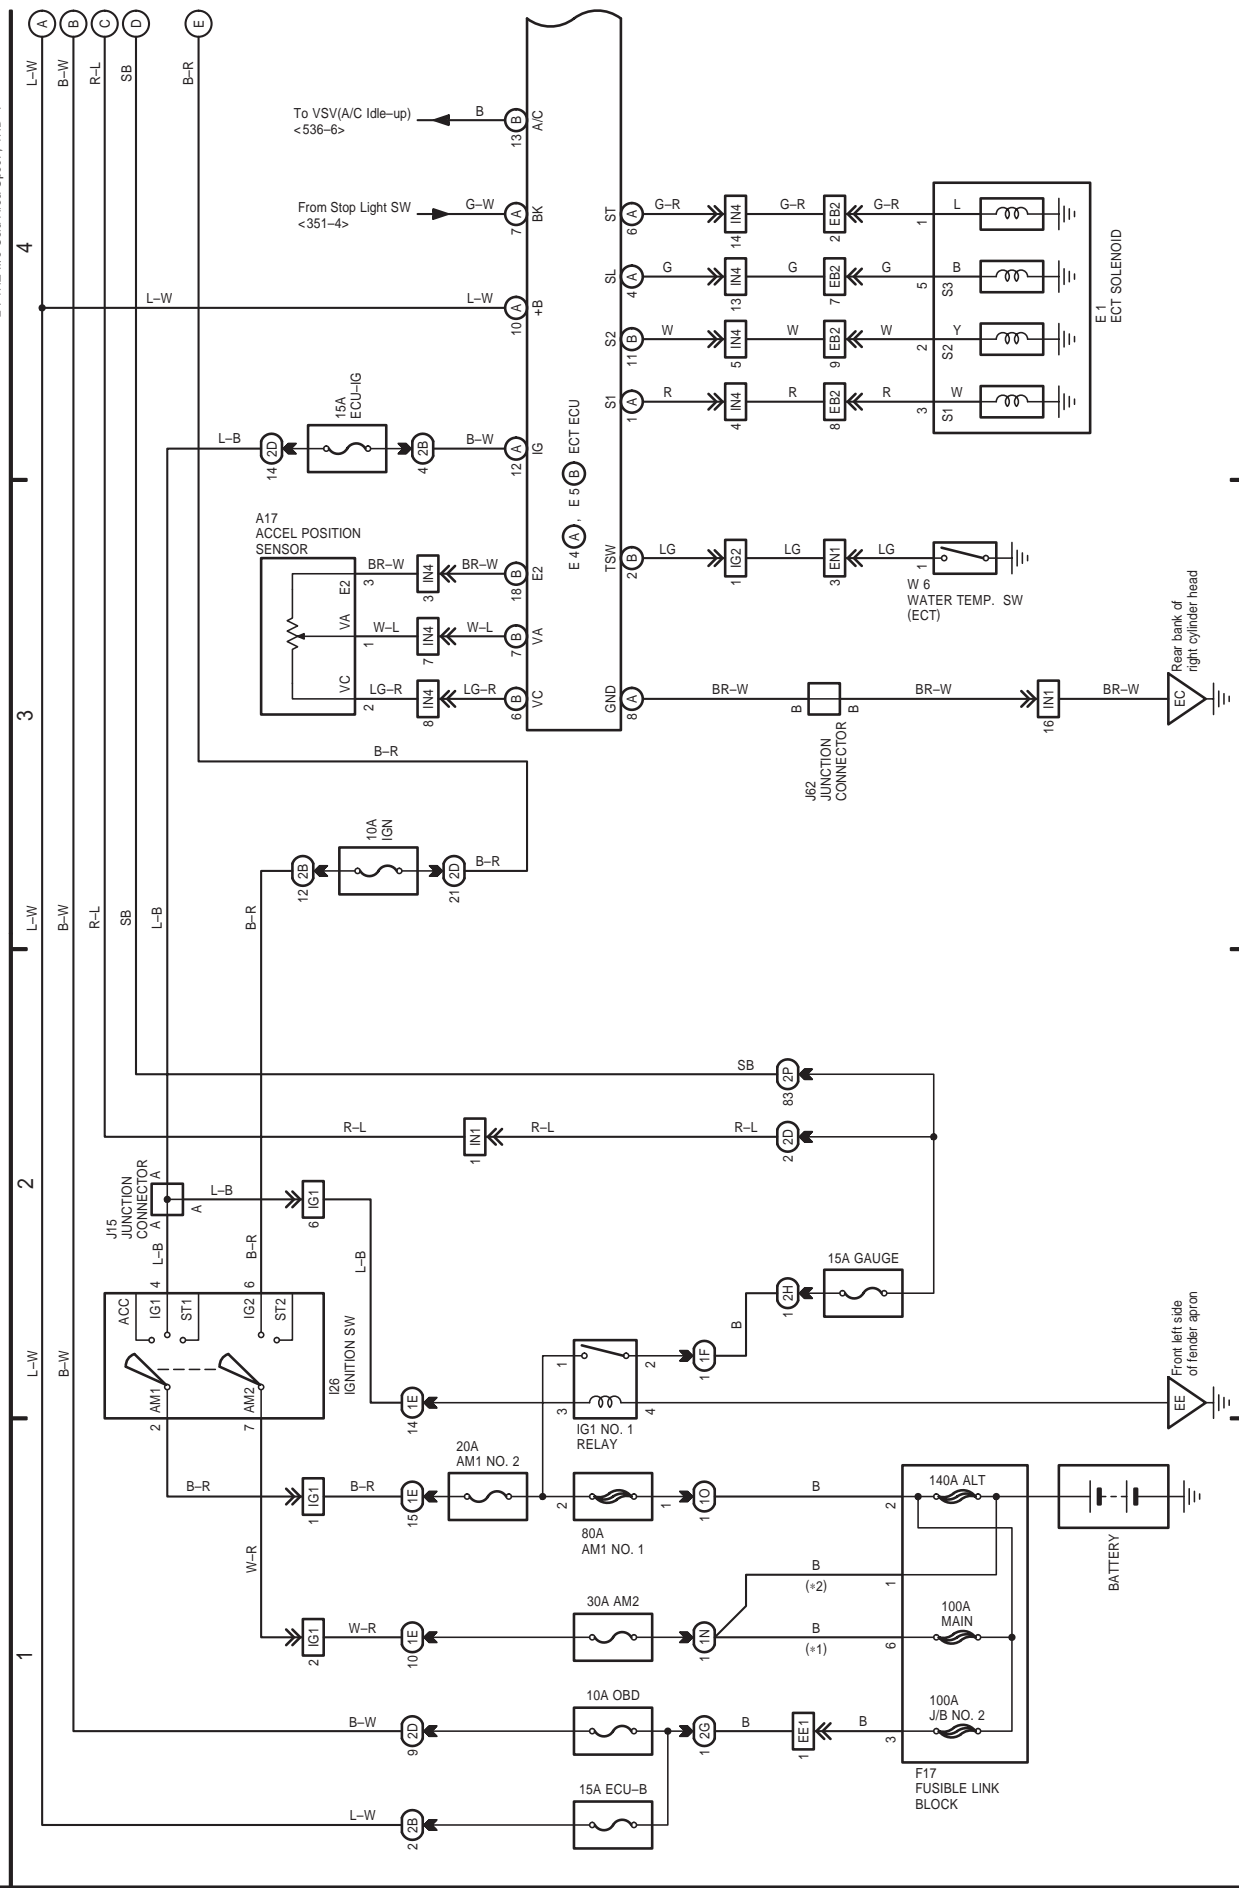 A
B
C
D
E
L–W
B–W
R–L
SB
B–R
4
To VSV(A/C Idle–up)
<536–6>
B
13
B
A/C
From Stop Light SW
<351–4>
G–W
7
A
BK
L–W
L–W
10
A
+B
15A
ECU–IG
L–B
14
2D
4
2B
B–W
12
A
IG
ST
A
6
G–R
IN4
14
G–R
EB2
2
G–R
1
L
SL
A
4
G
IN4
13
G
EB2
7
G
5
B
S3
S2
B
11
W
IN4
5
W
EB2
9
W
2
Y
S2
S1
A
1
R
IN4
4
R
EB2
8
R
3
W
S1
E 1
ECT SOLENOID
E 4 A , E 5 B ECT ECU
3
A17
ACCEL POSITION
SENSOR
E2
BR–W
3
IN4
3
BR–W
18
B
E2
VA
W–L
1
IN4
7
W–L
7
B
VA
VC
LG–R
2
IN4
8
LG–R
6
B
VC
TSW
B
2
LG
IG2
1
LG
EN1
3
LG
1
W 6
WATER TEMP. SW
(ECT)
GND
A
8
BR–W
B
B
J62
JUNCTION
CONNECTOR
BR–W
IN1
16
BR–W
EC
Rear bank of
right cylinder head
B–R
10A
IGN
12
2B
21
2D
B–R
L–W
B–W
R–L
SB
L–B
B–R
2
SB
2P
83
R–L
IN1
1
R–L
R–L
2D
2
J15
JUNCTION
CONNECTOR
A
A
A
L–B
IG1
6
L–B
B–R
L–B
4
6
ACC
IG1
ST1
IG2
ST2
AM1
AM2
I26
IGNITION SW
2
7
15A GAUGE
2H
1
B
1F
1
1
2
3
4
IG1 NO. 1
RELAY
1E
14
EE
Front left side
of fender apron
L–W
B–W
1
B–R
IG1
1
B–R
1E
15
20A
AM1 NO. 2
2
1
80A
AM1 NO. 1
1O
1
B
2
140A ALT
BATTERY
W–R
IG1
2
W–R
1E
10
30A AM2
1N
1
B
(∗2)
1
B
(∗1)
6
100A
MAIN
B–W
2D
9
10A OBD
2G
1
B
EE1
1
B
3
100A
J/B NO. 2
F17
FUSIBLE LINK
BLOCK
L–W
2B
2
15A ECU–B